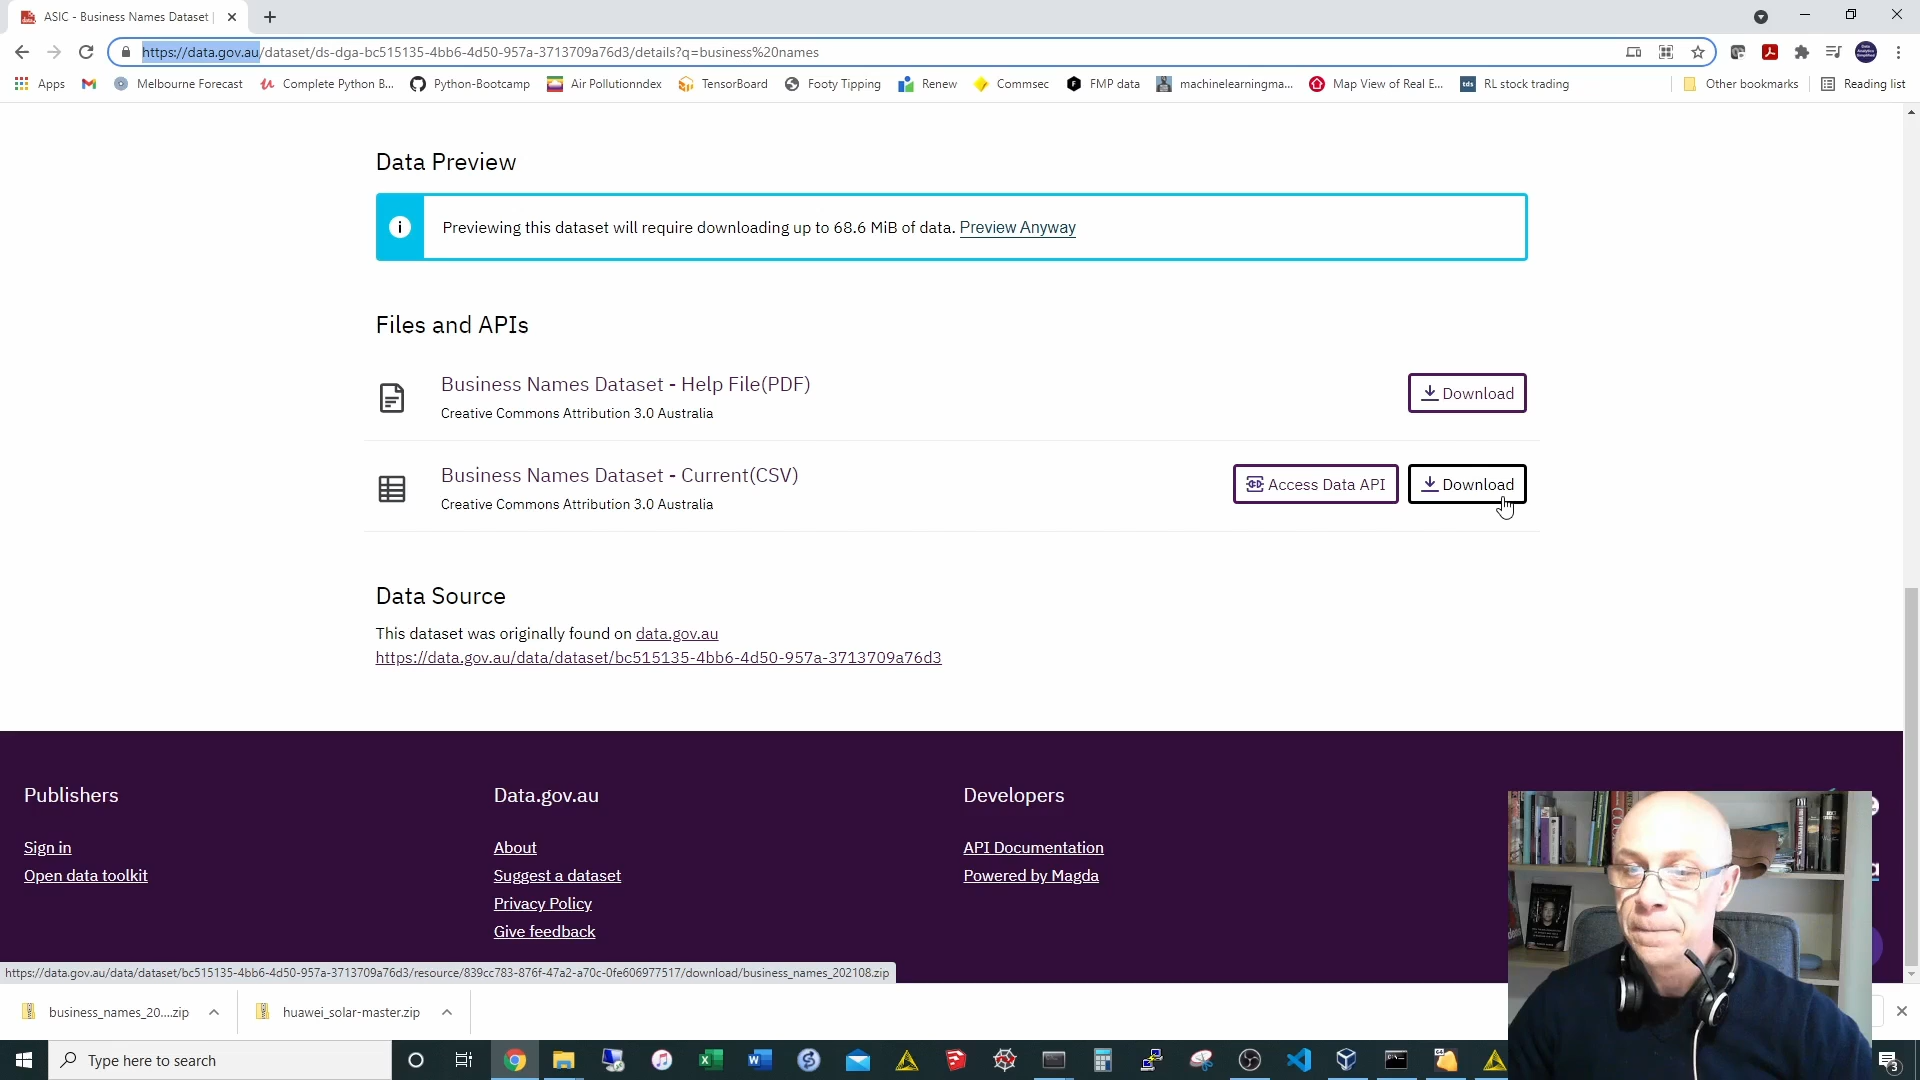 ASIC - Business Names Dataset |
https://data.gov.au/dataset/ds-dga-bc515135-4bb6-4d50-957a-3713709a76d3/details?q=business%20names
Apps Melbourne Forecast Complete Python B... Python-Bootcamp Air Pollutionndex TensorBoard Footy Tipping Renew Commsec FMP data machinelearningma... Map View of Real E... tds RL stock trading Other bookmarks Reading list
Data Preview
Previewing this dataset will require downloading up to 68.6 MiB of data. Preview Anyway
Files and APIs
Business Names Dataset - Help File(PDF)
Creative Commons Attribution 3.0 Australia
Download
Business Names Dataset - Current(CSV)
Creative Commons Attribution 3.0 Australia
Access Data API
Download
Data Source
This dataset was originally found on data.gov.au
https://data.gov.au/data/dataset/bc515135-4bb6-4d50-957a-3713709a76d3
Publishers
Sign in
Open data toolkit
Data.gov.au
About
Suggest a dataset
Privacy Policy
Give feedback
Developers
API Documentation
Powered by Magda
https://data.gov.au/data/dataset/bc515135-4bb6-4d50-957a-3713709a76d3/resource/839cc783-876f-47a2-a70c-0fe606977517/download/business_names_202108.zip
business_names_20....zip
huawei_solar-master.zip
Type here to search
3